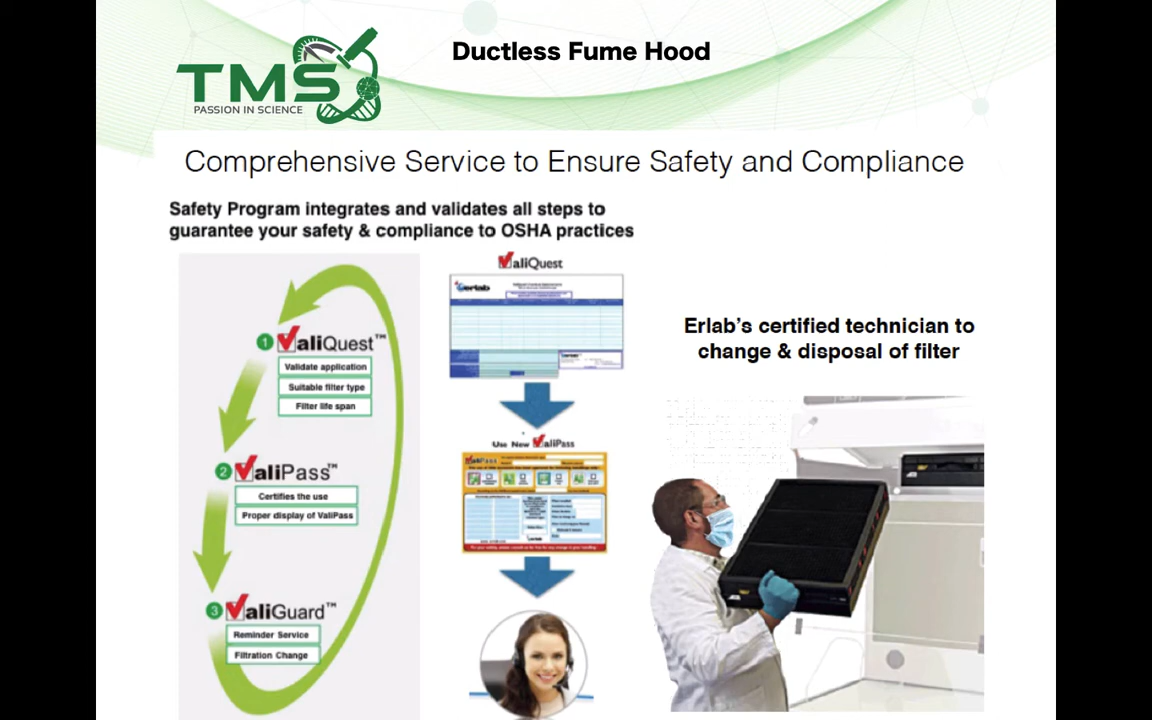 TMS
PASSION IN SCIENCE
Ductless Fume Hood
Comprehensive Service to Ensure Safety and Compliance
Safety Program integrates and validates all steps to
guarantee your safety & compliance to OSHA practices
1 ValiQuest™
Validate application
Suitable filter type
Filter life span
2 ValiPass™
Certifies the use
Proper display of ValiPass
3 ValiGuard™
Reminder Service
Filtration Change
ValiQuest
erlab
Use New ValiPass
ValiPass
Erlab's certified technician to
change & disposal of filter